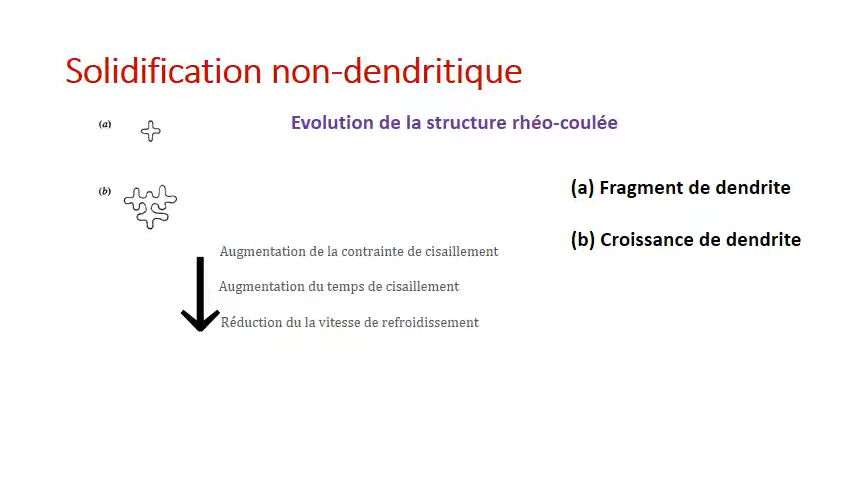 Solidification non-dendritique
(a)
Evolution de la structure rhéo-coulée
(b)
(a) Fragment de dendrite
(b) Croissance de dendrite
Augmentation de la contrainte de cisaillement
Augmentation du temps de cisaillement
Réduction du la vitesse de refroidissement